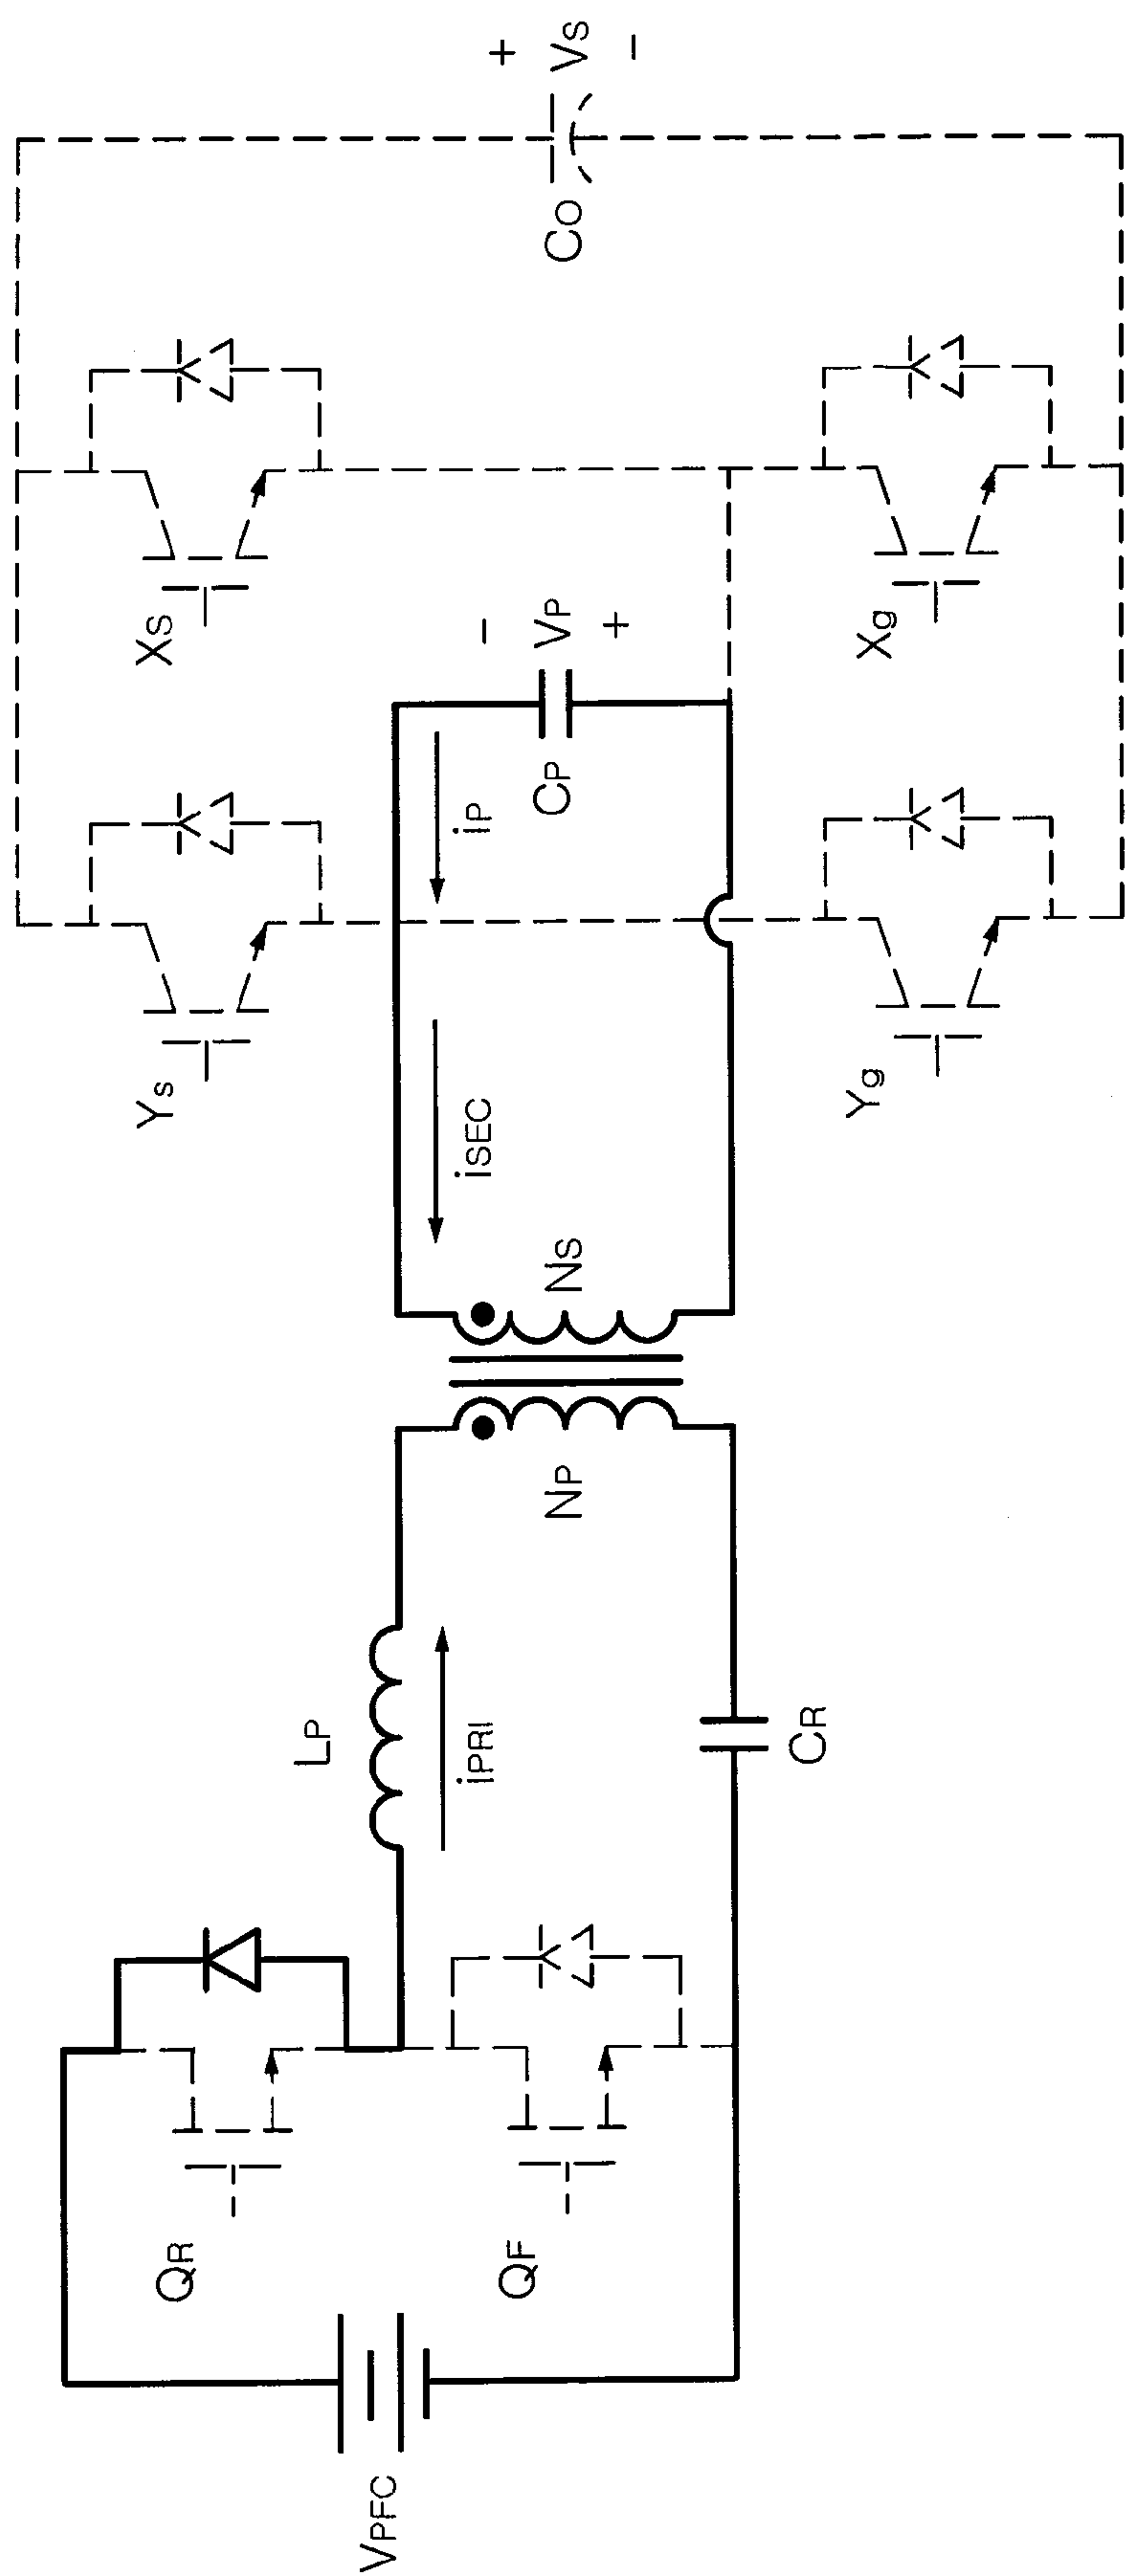 VPFC
QR
QF
LP
iPRI
CR
NP
NS
iSEC
iP
CP
- VP +
Ys
Yg
XS
Xg
CO
+ VS -